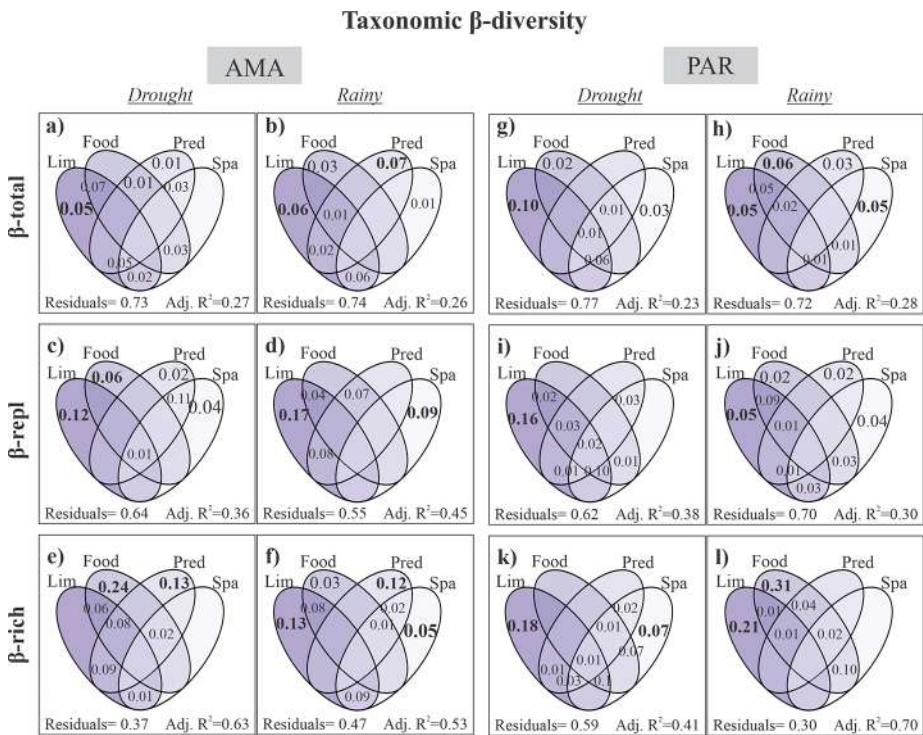 Taxonomic β-diversity
AMA
PAR
Drought
Rainy
Drought
Rainy
β-total
a)
Food
Pred
Lim
Spa
0.01
0.07
0.01
0.03
0.05
0.03
0.05
0.02
Residuals= 0.73
Adj. R²=0.27
b)
Food
Pred
Lim
Spa
0.03
0.07
0.06
0.01
0.01
0.02
0.06
Residuals= 0.74
Adj. R²=0.26
g)
Food
Pred
Lim
Spa
0.02
0.10
0.01
0.03
0.01
0.06
Residuals= 0.77
Adj. R²=0.23
h)
Food
Pred
Lim
Spa
0.06
0.03
0.05
0.05
0.02
0.05
0.01
0.01
Residuals= 0.72
Adj. R²=0.28
β-repl
c)
Food
Pred
Lim
Spa
0.06
0.02
0.11
0.12
0.04
0.01
Residuals= 0.64
Adj. R²=0.36
d)
Food
Pred
Lim
Spa
0.04
0.07
0.17
0.09
0.08
Residuals= 0.55
Adj. R²=0.45
i)
Food
Pred
Lim
Spa
0.02
0.03
0.16
0.03
0.02
0.01
0.10
0.01
Residuals= 0.62
Adj. R²=0.38
j)
Food
Pred
Lim
Spa
0.02
0.02
0.09
0.05
0.01
0.04
0.03
0.01
0.03
Residuals= 0.70
Adj. R²=0.30
β-rich
e)
Food
Pred
Lim
Spa
0.24
0.13
0.06
0.08
0.02
0.09
0.01
Residuals= 0.37
Adj. R²=0.63
f)
Food
Pred
Lim
Spa
0.03
0.12
0.08
0.02
0.13
0.01
0.05
0.09
Residuals= 0.47
Adj. R²=0.53
k)
Food
Pred
Lim
Spa
0.02
0.18
0.01
0.07
0.07
0.01
0.01
0.03
0.1
Residuals= 0.59
Adj. R²=0.41
l)
Food
Pred
Lim
Spa
0.31
0.01
0.04
0.21
0.01
0.02
0.10
Residuals= 0.30
Adj. R²=0.70